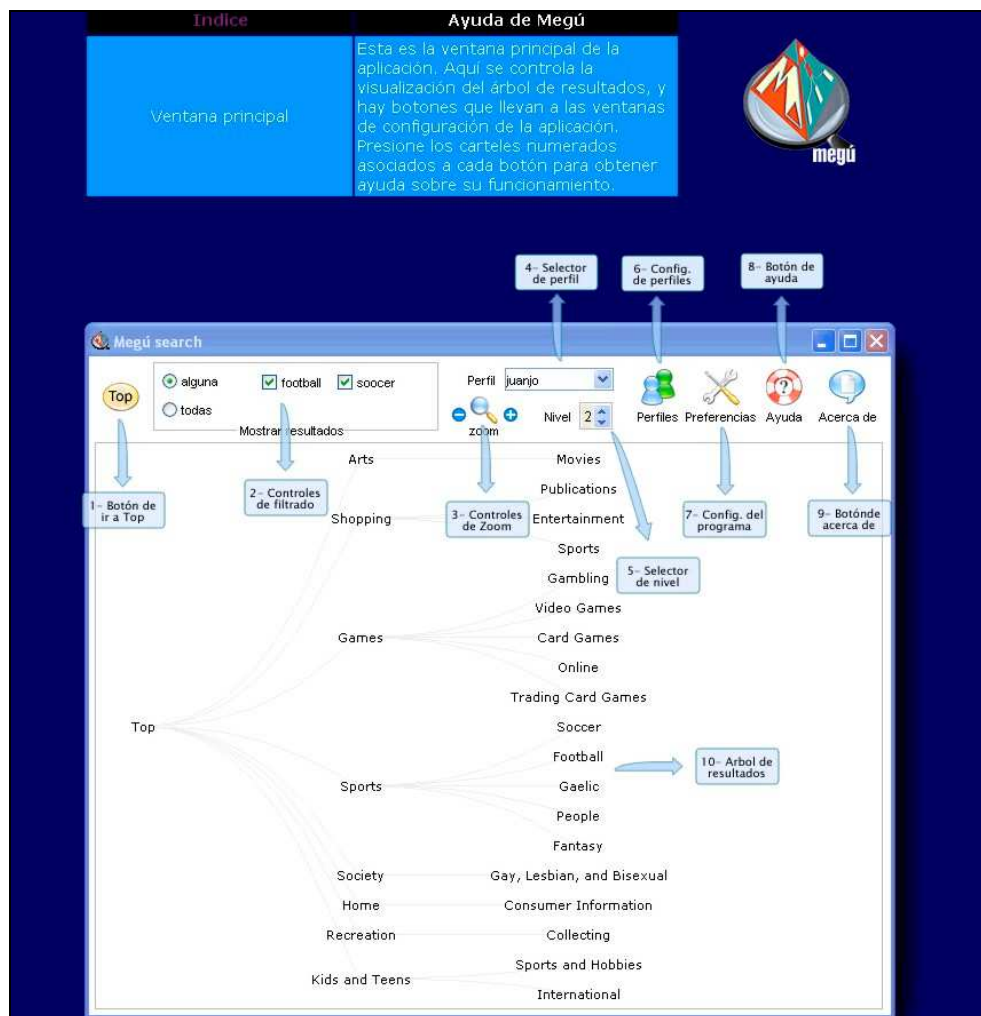 Indice
Ayuda de Megú
Ventana principal
Esta es la ventana principal de la
aplicación. Aquí se controla la
visualización del árbol de resultados, y
hay botones que llevan a las ventanas
de configuración de la aplicación.
Presione los carteles numerados
asociados a cada botón para obtener
ayuda sobre su funcionamiento.
megú
4- Selector
de perfil
6- Config.
de perfiles
8- Botón de
ayuda
Megú search
Top
alguna
football
soocer
todas
Mostrar resultados
Perfil
juanjo
zoom
Nivel
2
Perfiles
Preferencias
Ayuda
Acerca de
1- Botón de
ir a Top
2- Controles
de filtrado
3- Controles
de Zoom
5- Selector
de nivel
7- Config. del
programa
9- Botónde
acerca de
Arts
Movies
Publications
Shopping
Entertainment
Sports
Gambling
Video Games
Games
Card Games
Online
Trading Card Games
Top
Soccer
Football
10- Arbol de
resultados
Sports
Gaelic
People
Fantasy
Society
Gay, Lesbian, and Bisexual
Home
Consumer Information
Recreation
Collecting
Sports and Hobbies
Kids and Teens
International